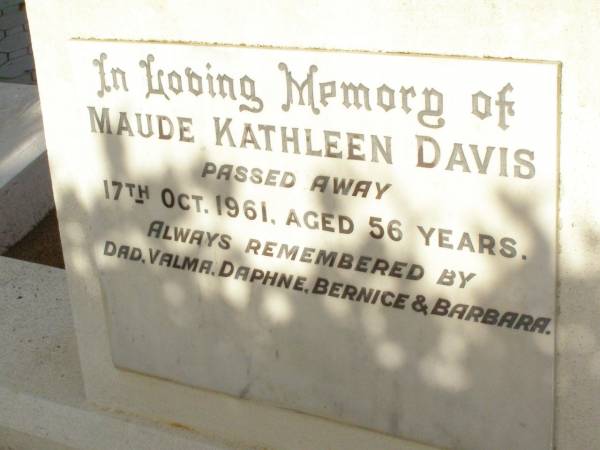 In Loving Memory of
MAUDE KATHLEEN DAVIS
PASSED AWAY
17TH OCT. 1961. AGED 56 YEARS.
ALWAYS REMEMBERED BY
DAD, VALMA, DAPHNE, BERNICE & BARBARA.